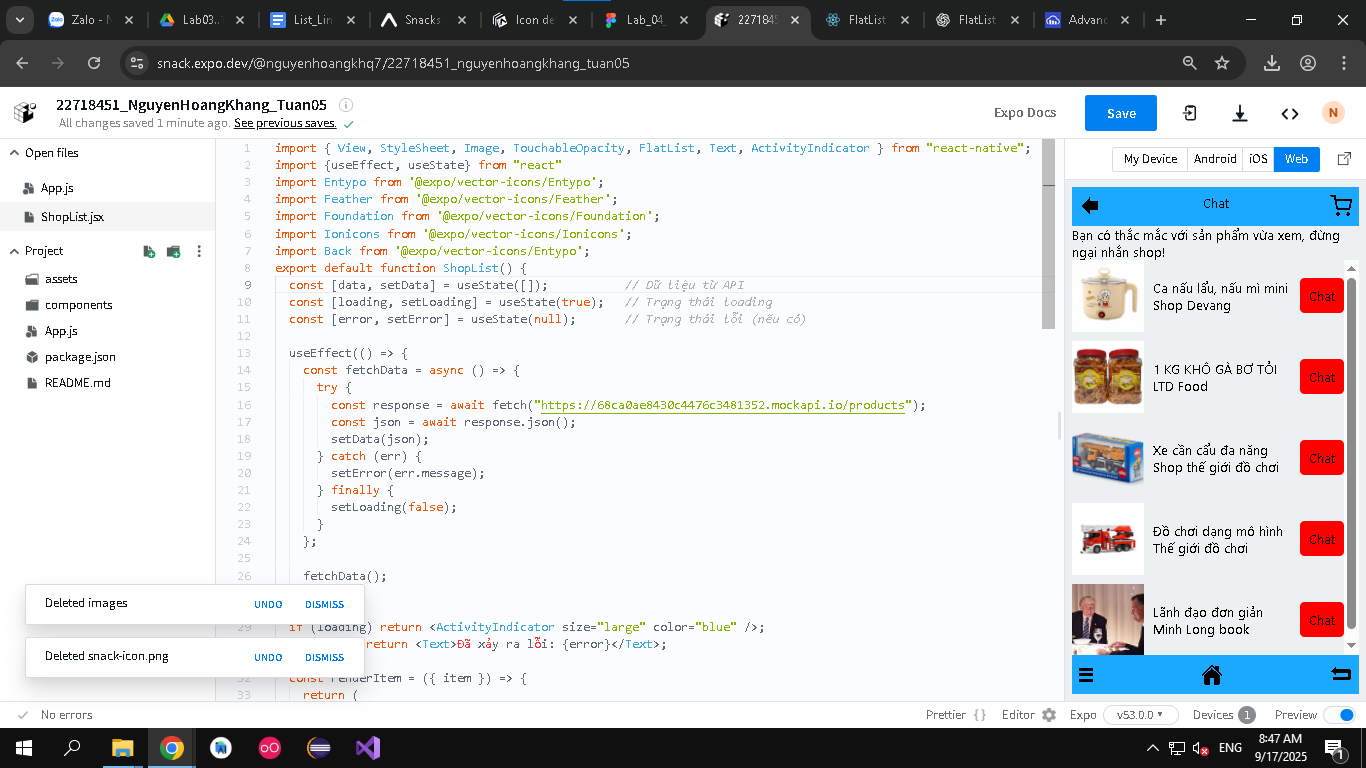 Zalo - N
Lab03.
List_Lin
Snacks
Icon de
Lab_04_
2271845
FlatList
FlatList
Advanc
snack.expo.dev/@nguyenhoangkhq7/22718451_nguyenhoangkhang_tuan05
22718451_NguyenHoangKhang_Tuan05
All changes saved 1 minute ago. See previous saves.
Expo Docs
Save
N
Open files
App.js
ShopList.jsx
Project
assets
components
App.js
package.json
README.md
1 import { View, StyleSheet, Image, TouchableOpacity, FlatList, Text, ActivityIndicator } from "react-native";
2 import {useEffect, useState} from "react"
3 import Entypo from '@expo/vector-icons/Entypo';
4 import Feather from '@expo/vector-icons/Feather';
5 import Foundation from '@expo/vector-icons/Foundation';
6 import Ionicons from '@expo/vector-icons/Ionicons';
7 import Back from '@expo/vector-icons/Entypo';
8 export default function ShopList() {
9 const [data, setData] = useState([]); // Dữ liệu từ API
10 const [loading, setLoading] = useState(true); // Trạng thái loading
11 const [error, setError] = useState(null); // Trạng thái lỗi (nếu có)
12
13 useEffect(() => {
14 const fetchData = async () => {
15 try {
16 const response = await fetch("https://68ca0ae8430c4476c3481352.mockapi.io/products");
17 const json = await response.json();
18 setData(json);
19 } catch (err) {
20 setError(err.message);
21 } finally {
22 setLoading(false);
23 }
24 };
25
26 fetchData();
29 if (loading) return <ActivityIndicator size="large" color="blue" />;
return <Text>Đã xảy ra lỗi: {error}</Text>;
32 const renderItem = ({ item }) => {
33 return (
Deleted images
UNDO
DISMISS
Deleted snack-icon.png
UNDO
DISMISS
My Device
Android
iOS
Web
Chat
Bạn có thắc mắc với sản phẩm vừa xem, đừng
ngại nhắn shop!
Ca nấu lẩu, nấu mì mini
Shop Devang
Chat
1 KG KHÔ GÀ BƠ TỎI
LTD Food
Chat
Xe cần cẩu đa năng
Shop thế giới đồ chơi
Chat
Đồ chơi dạng mô hình
Thế giới đồ chơi
Chat
Lãnh đạo đơn giản
Minh Long book
Chat
No errors
Prettier
{ }
Editor
Expo
v53.0.0
Devices
1
Preview
ENG
8:47 AM
9/17/2025
1